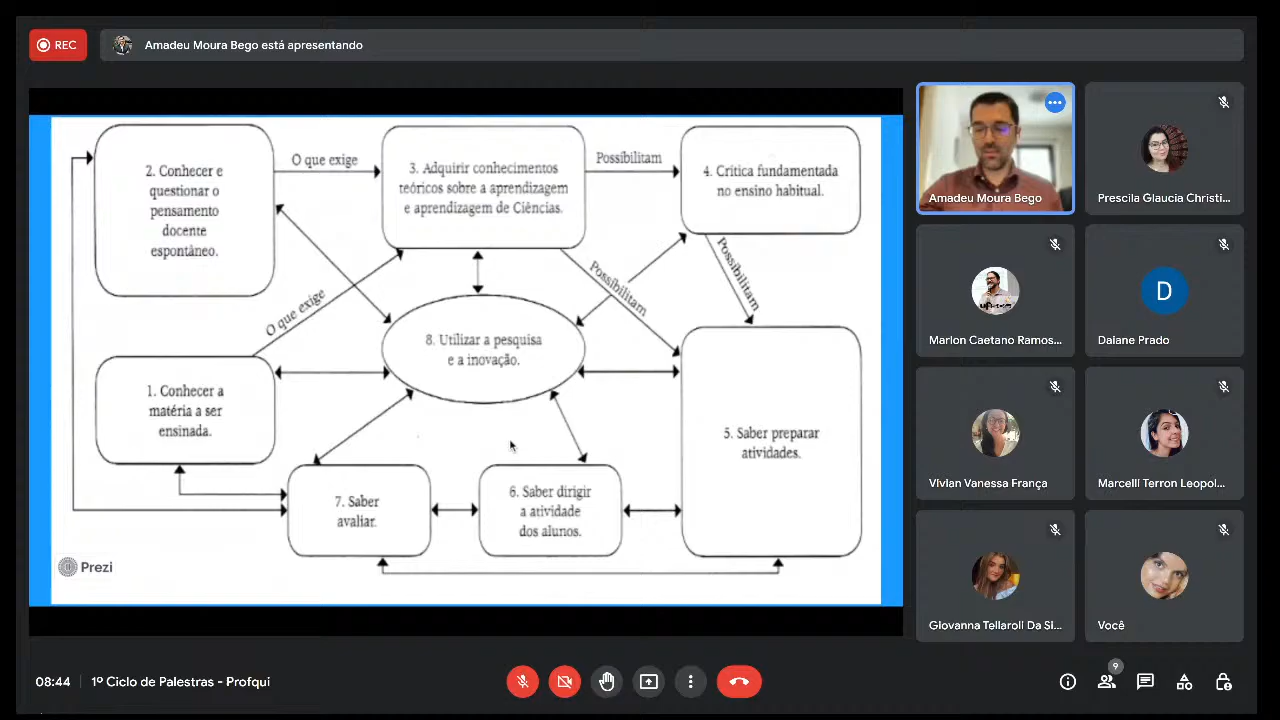 REC
Amadeu Moura Bego está apresentando
2. Conhecer e
questionar o
pensamento
docente
espontâneo.
O que exige
3. Adquirir conhecimentos
teóricos sobre a aprendizagem
e aprendizagem de Ciências.
Possibilitam
4. Crítica fundamentada
no ensino habitual.
O que exige
Possibilitam
Possibilitam
8. Utilizar a pesquisa
e a inovação.
1. Conhecer a
matéria a ser
ensinada.
5. Saber preparar
atividades.
7. Saber
avaliar.
6. Saber dirigir
a atividade
dos alunos.
Prezi
Amadeu Moura Bego
Prescila Glaucia Christi...
Marlon Caetano Ramos...
D
Daiane Prado
Vivian Vanessa França
Marcelli Terron Leopol...
Giovanna Tellaroli Da Si...
Você
08:44
1º Ciclo de Palestras - Profqui
9